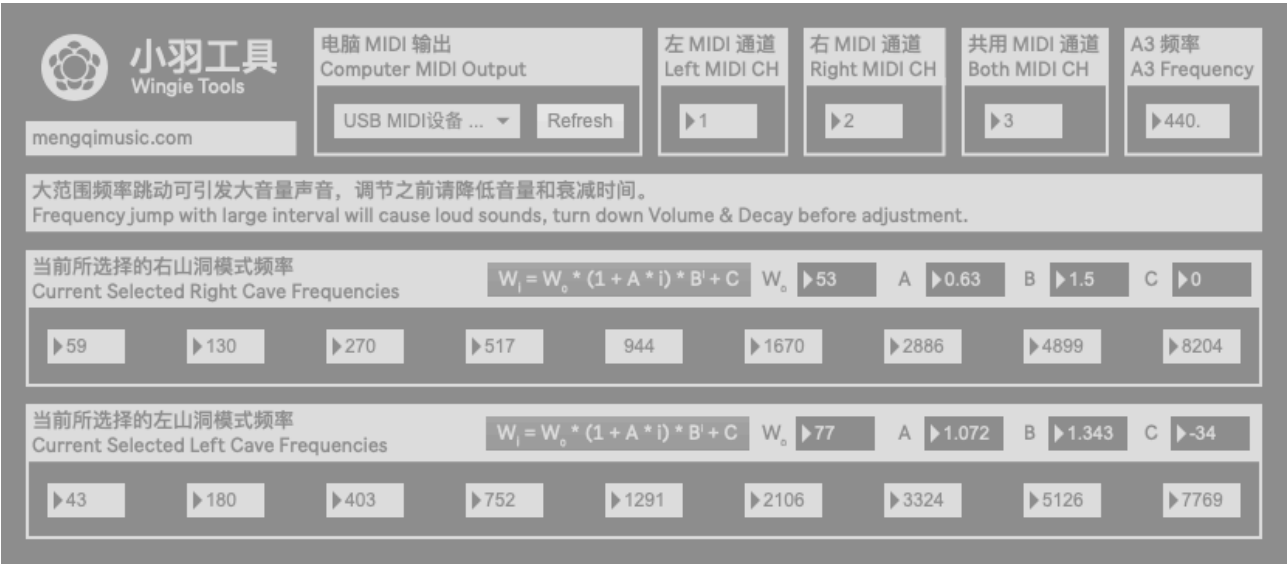 小羽工具
Wingie Tools
mengqimusic.com
电脑 MIDI 输出
Computer MIDI Output
USB MIDI设备 ...
Refresh
左 MIDI 通道
Left MIDI CH
1
右 MIDI 通道
Right MIDI CH
2
共用 MIDI 通道
Both MIDI CH
3
A3 频率
A3 Frequency
440.
大范围频率跳动可引发大音量声音，调节之前请降低音量和衰减时间。
Frequency jump with large interval will cause loud sounds, turn down Volume & Decay before adjustment.
当前所选择的右山洞模式频率
Current Selected Right Cave Frequencies
Wᵢ = W₀ * (1 + A * i) * Bⁱ + C W₀ 53 A 0.63 B 1.5 C 0
59 130 270 517 944 1670 2886 4899 8204
当前所选择的左山洞模式频率
Current Selected Left Cave Frequencies
Wᵢ = W₀ * (1 + A * i) * Bⁱ + C W₀ 77 A 1.072 B 1.343 C -34
43 180 403 752 1291 2106 3324 5126 7769